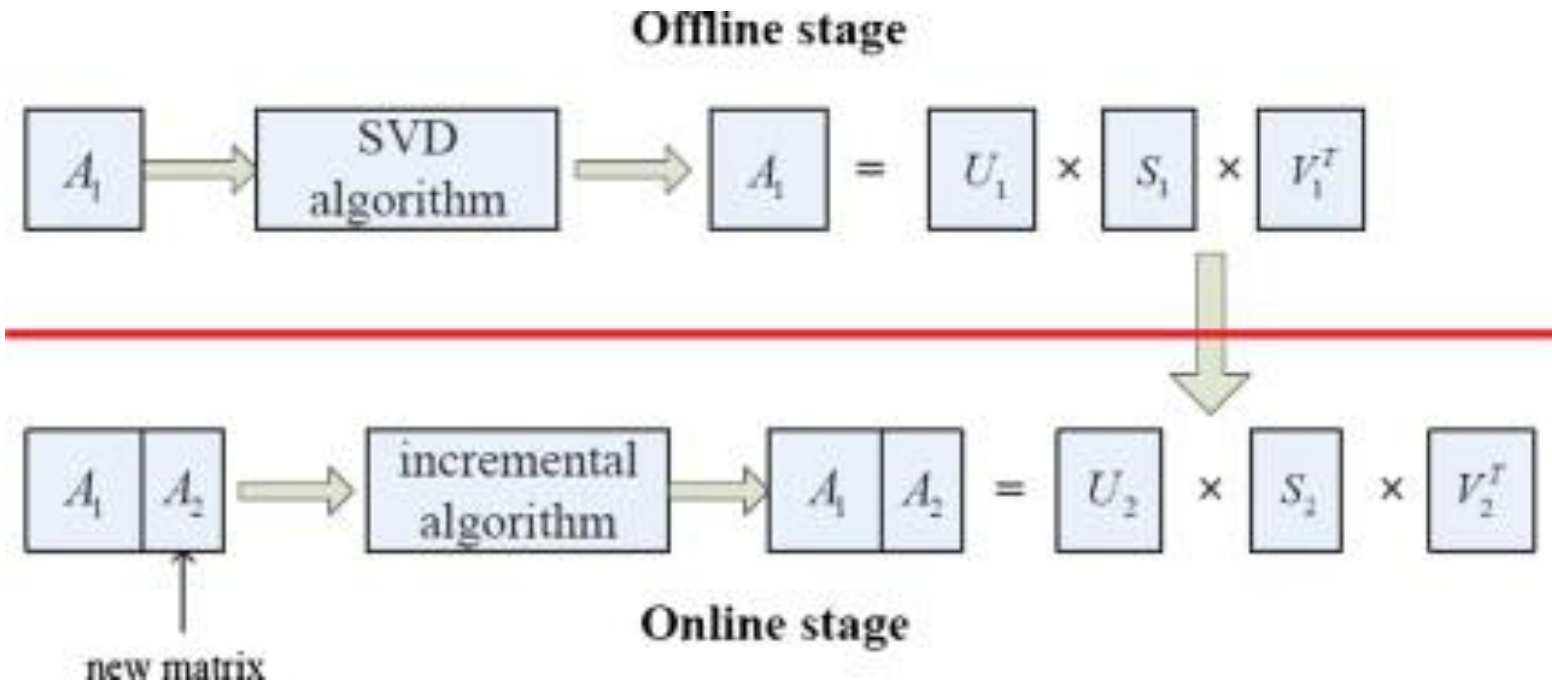 Offline stage
A₁
SVD
algorithm
A₁ = U₁ × S₁ × V₁ᵀ
A₁ A₂
incremental
algorithm
A₁ A₂ = U₂ × S₂ × V₂ᵀ
Online stage
new matrix